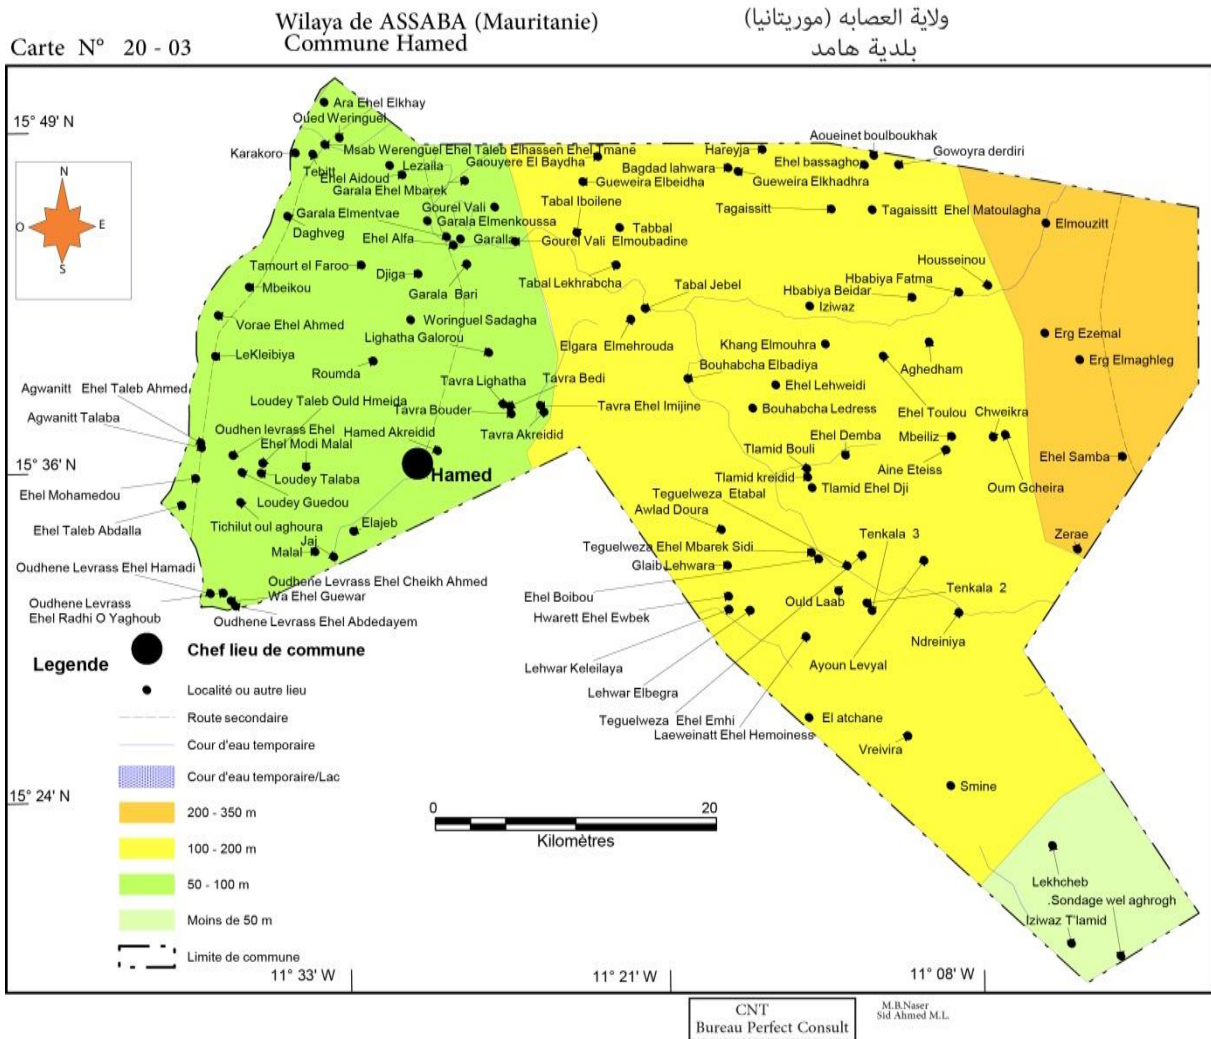 Wilaya de ASSABA (Mauritanie)
Commune Hamed
ولاية العصابه (موريتانيا)
بلدية هامد
Carte N° 20 - 03
15° 49' N
15° 36' N
15° 24' N
11° 33' W
11° 21' W
11° 08' W
N
O
E
S
Ara Ehel Elkhay
Oued Weringuel
Msab Werenguel Ehel Taleb Elhassen Ehel Tmane
Karakoro
Tebitt
Lezaila
Gaouyere El Baydha
Ehel Aidoud
Garala Ehel Mbarek
Gueweira Elbeidha
Hareyja
Bagdad lahwara
Gueweira Elkhadhra
Ehel bassagho
Aoueinet boulboukhak
Gowoyra derdiri
Garala Elmentvae
Gourel Vali
Garala Elmenkoussa
Daghveg
Ehel Alfa
Garalla
Gourel Vali Elmoubadine
Tabal Iboilene
Tabbal
Tagaissitt
Tagaissitt Ehel Matoulagha
Elmouzitt
Tamourt el Faroo
Djiga
Garala Bari
Mbeikou
Tabal Lekhrabcha
Tabal Jebel
Housseinou
Hbabiya Fatma
Hbabiya Beidar
Iziwaz
Vorae Ehel Ahmed
Woringuel Sadagha
Lighatha Galorou
Elgara Elmehrouda
Khang Elmouhra
Aghedham
Erg Ezemal
Erg Elmaghleg
LeKleibiya
Roumda
Bouhabcha Elbadiya
Ehel Lehweidi
Bouhabcha Ledress
Ehel Toulou
Chweikra
Agwanitt Ehel Taleb Ahmed
Agwanitt Talaba
Loudey Taleb Ould Hmeida
Tavra Lighatha
Tavra Bedi
Tavra Bouder
Tavra Ehel Imijine
Tavra Akreidid
Oudhen levrass Ehel
Ehel Modi Malal
Hamed Akreidid
Hamed
Loudey Talaba
Loudey Guedou
Ehel Demba
Mbeiliz
Aine Eteiss
Oum Gcheira
Ehel Samba
Tlamid Bouli
Tlamid kreidid
Tlamid Ehel Dji
Ehel Mohamedou
Ehel Taleb Abdalla
Tichilut oul aghoura
Elajeb
Jaj
Malal
Teguelweza Etabal
Awlad Doura
Teguelweza Ehel Mbarek Sidi
Glaib Lehwara
Tenkala 3
Zerae
Oudhene Levrass Ehel Hamadi
Oudhene Levrass Ehel Cheikh Ahmed
Wa Ehel Guewar
Oudhene Levrass
Ehel Radhi O Yaghoub
Oudhene Levrass Ehel Abdedayem
Ehel Boibou
Hwarett Ehel Ewbek
Ould Laab
Tenkala 2
Ndreiniya
Lehwar Keleilaya
Ayoun Levyal
Lehwar Elbegra
Teguelweza Ehel Emhi
Laeweinatt Ehel Hemoiness
El atchane
Vreivira
Smine
Lekhcheb
.Sondage wel aghrogh
Iziwaz T'lamid
Legende
Chef lieu de commune
Localité ou autre lieu
Route secondaire
Cour d'eau temporaire
Cour d'eau temporaire/Lac
200 - 350 m
100 - 200 m
50 - 100 m
Moins de 50 m
Limite de commune
0
20
Kilomètres
CNT
Bureau Perfect Consult
M.B.Naser
Sid Ahmed M.L.